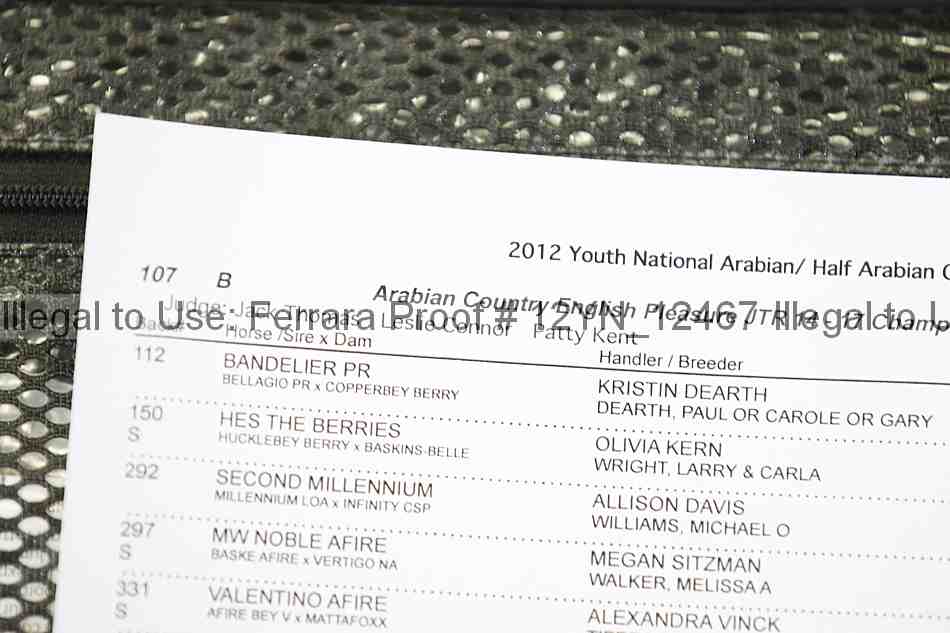 2012 Youth National Arabian/ Half Arabian
107 B Arabian Country English Pleasure JTR 14 - 17 Champ
Judge: Jack Thomas Leslie Connor Patty Kent
Illegal to Use. Ferrara Proof # 12YN_12467 Illegal to
Back# Horse /Sire x Dam Handler / Breeder
112 BANDELIER PR KRISTIN DEARTH
BELLAGIO PR x COPPERBEY BERRY DEARTH, PAUL OR CAROLE OR GARY
150 HES THE BERRIES OLIVIA KERN
S HUCKLEBEY BERRY x BASKINS-BELLE WRIGHT, LARRY & CARLA
292 SECOND MILLENNIUM ALLISON DAVIS
MILLENNIUM LOA x INFINITY CSP WILLIAMS, MICHAEL O
297 MW NOBLE AFIRE MEGAN SITZMAN
S BASKE AFIRE x VERTIGO NA WALKER, MELISSA A
331 VALENTINO AFIRE ALEXANDRA VINCK
S AFIRE BEY V x MATTAFOXX